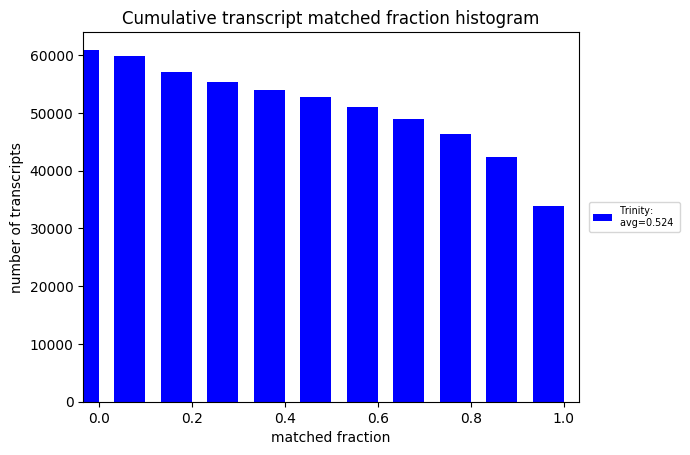 Cumulative transcript matched fraction histogram
number of transcripts
60000
50000
40000
30000
20000
10000
0
0.0 0.2 0.4 0.6 0.8 1.0
matched fraction
Trinity:
avg=0.524